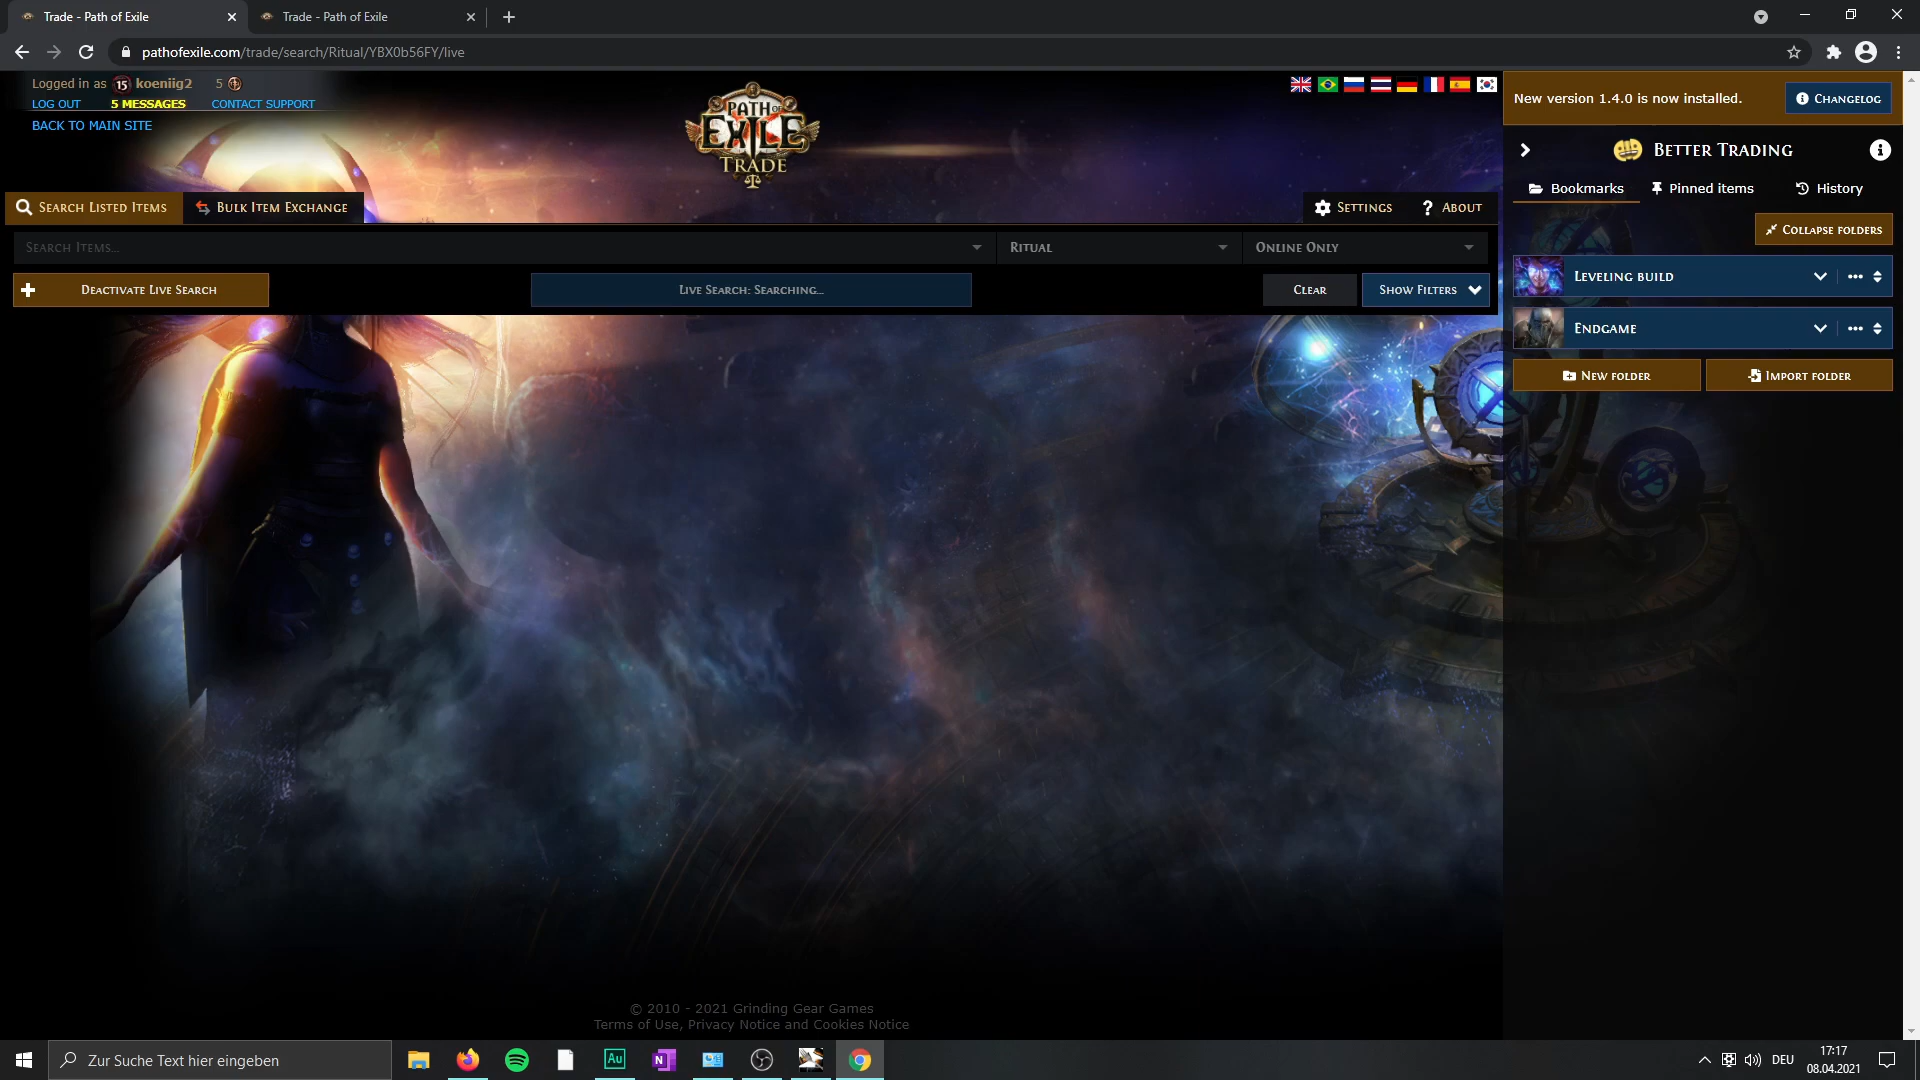 Trade - Path of Exile
Trade - Path of Exile
pathofexile.com/trade/search/Ritual/YBX0b56FY/live
Logged in as 15 koeniig2 5
LOG OUT 5 MESSAGES CONTACT SUPPORT
BACK TO MAIN SITE
PATH OF
EXILE
TRADE
New version 1.4.0 is now installed.
Changelog
Better Trading
Bookmarks Pinned items History
Search Listed Items
Bulk Item Exchange
Settings
? About
Collapse folders
Search Items...
Ritual
Online Only
Deactivate Live Search
Live Search: Searching...
Clear
Show Filters
Leveling build
Endgame
New folder
Import folder
© 2010 - 2021 Grinding Gear Games
Terms of Use, Privacy Notice and Cookies Notice
Zur Suche Text hier eingeben
Au
N
DEU
17:17
08.04.2021